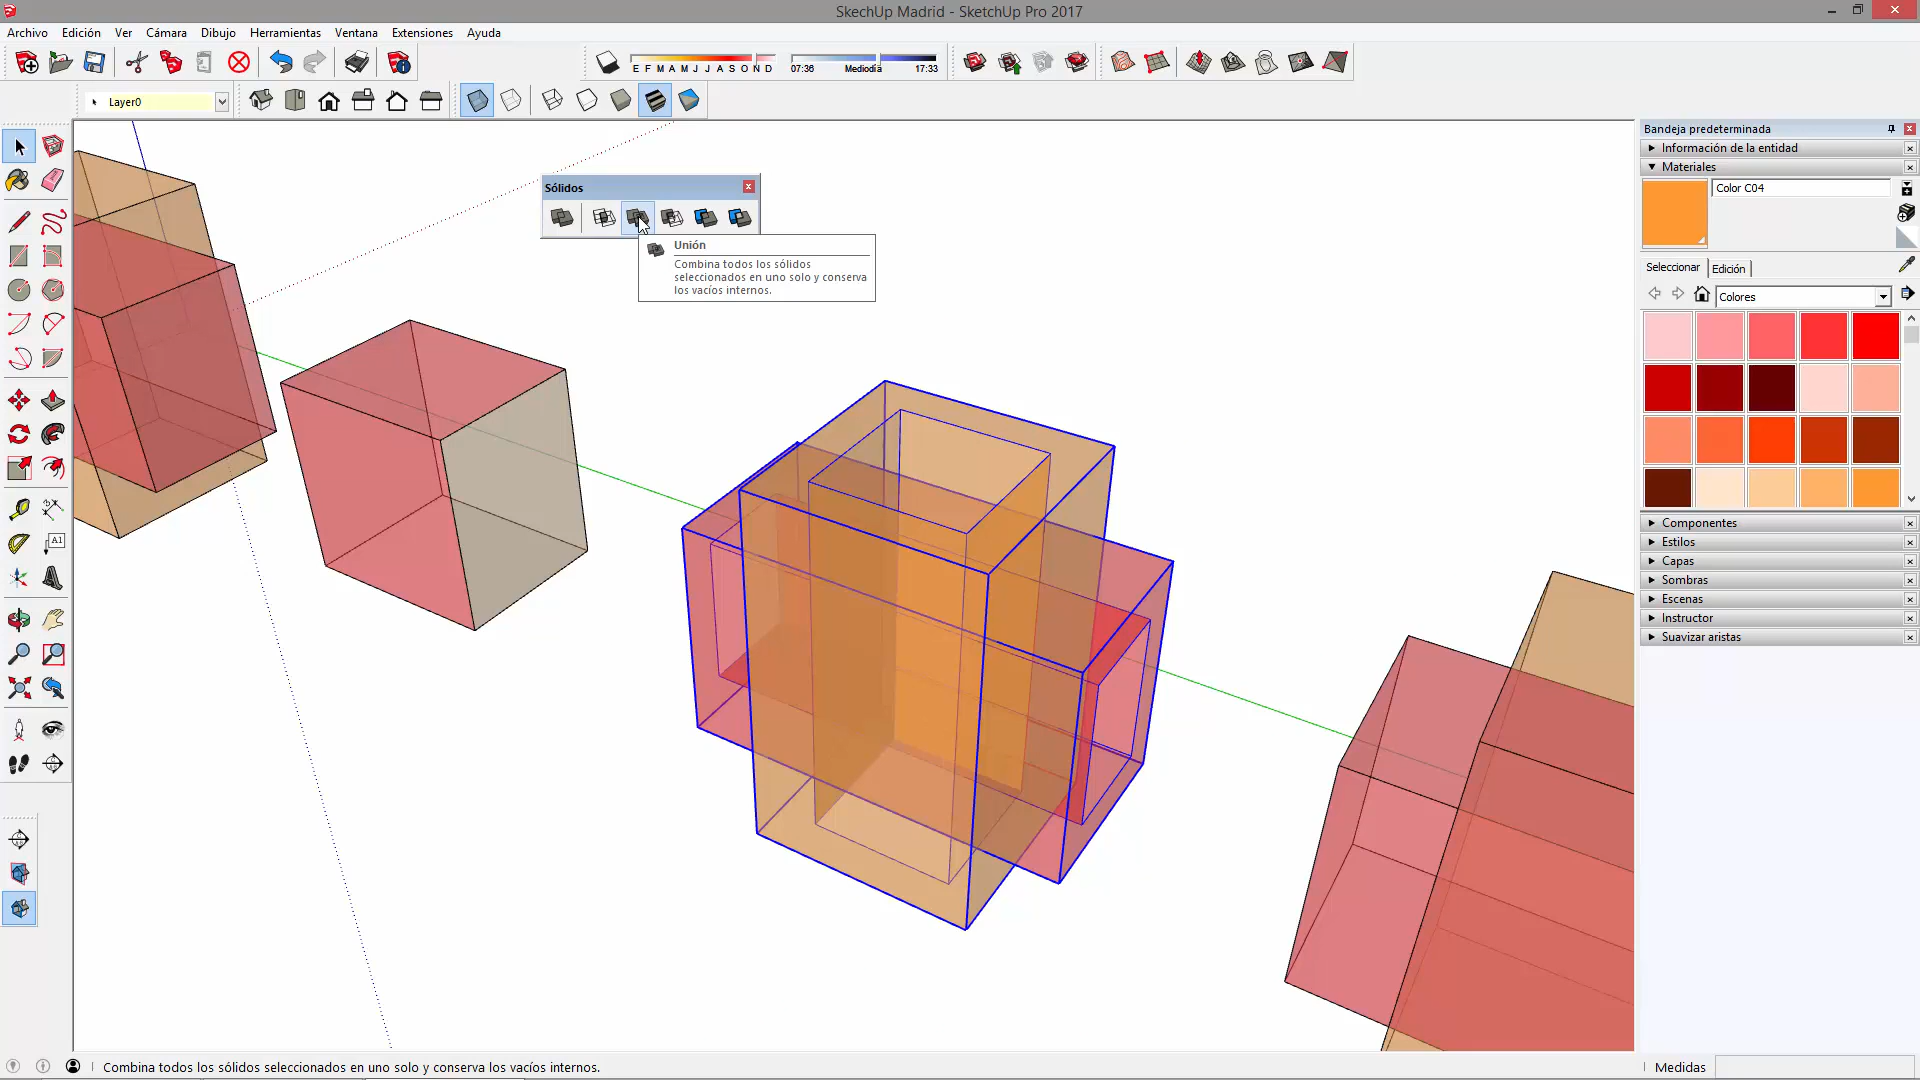 SkechUp Madrid - SketchUp Pro 2017
Archivo Edición Ver Cámara Dibujo Herramientas Ventana Extensiones Ayuda
E F M A M J J A S O N D
07:36 Mediodía 17:33
Layer0
Bandeja predeterminada
Información de la entidad
Materiales
Color C04
Seleccionar Edición
Colores
Componentes
Estilos
Capas
Sombras
Escenas
Instructor
Suavizar aristas
Sólidos
Unión
Combina todos los sólidos
seleccionados en uno solo y conserva
los vacíos internos.
A1
Combina todos los sólidos seleccionados en uno solo y conserva los vacíos internos.
Medidas